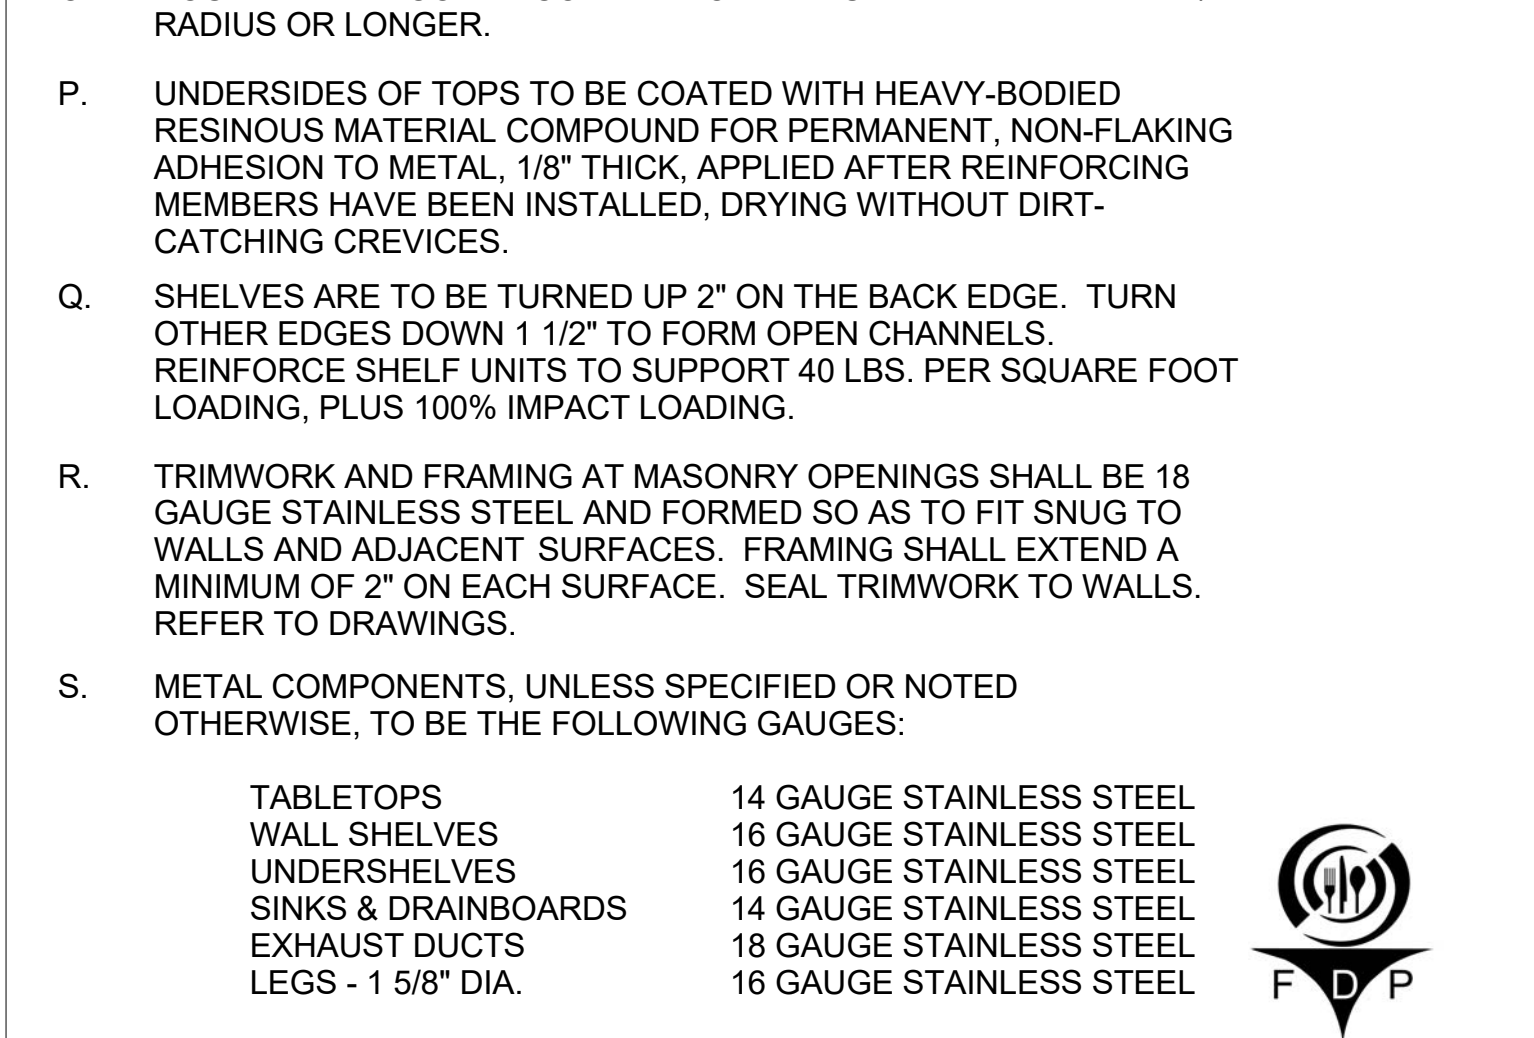 RADIUS OR LONGER.
P. UNDERSIDES OF TOPS TO BE COATED WITH HEAVY-BODIED
RESINOUS MATERIAL COMPOUND FOR PERMANENT, NON-FLAKING
ADHESION TO METAL, 1/8" THICK, APPLIED AFTER REINFORCING
MEMBERS HAVE BEEN INSTALLED, DRYING WITHOUT DIRT-
CATCHING CREVICES.
Q. SHELVES ARE TO BE TURNED UP 2" ON THE BACK EDGE. TURN
OTHER EDGES DOWN 1 1/2" TO FORM OPEN CHANNELS.
REINFORCE SHELF UNITS TO SUPPORT 40 LBS. PER SQUARE FOOT
LOADING, PLUS 100% IMPACT LOADING.
R. TRIMWORK AND FRAMING AT MASONRY OPENINGS SHALL BE 18
GAUGE STAINLESS STEEL AND FORMED SO AS TO FIT SNUG TO
WALLS AND ADJACENT SURFACES. FRAMING SHALL EXTEND A
MINIMUM OF 2" ON EACH SURFACE. SEAL TRIMWORK TO WALLS.
REFER TO DRAWINGS.
S. METAL COMPONENTS, UNLESS SPECIFIED OR NOTED
OTHERWISE, TO BE THE FOLLOWING GAUGES:
TABLETOPS 14 GAUGE STAINLESS STEEL
WALL SHELVES 16 GAUGE STAINLESS STEEL
UNDERSHELVES 16 GAUGE STAINLESS STEEL
SINKS & DRAINBOARDS 14 GAUGE STAINLESS STEEL
EXHAUST DUCTS 18 GAUGE STAINLESS STEEL
LEGS - 1 5/8" DIA. 16 GAUGE STAINLESS STEEL
F D P